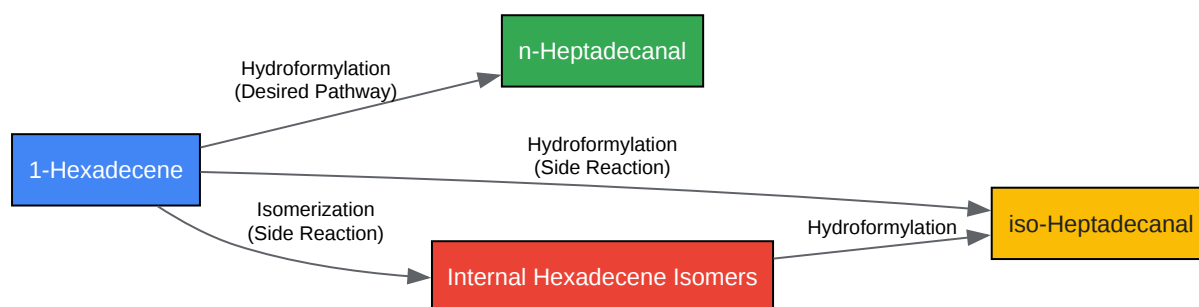 n-Heptadecanal
Hydroformylation
(Desired Pathway)
1-Hexadecene
Hydroformylation
(Side Reaction)
Isomerization
(Side Reaction)
iso-Heptadecanal
Hydroformylation
Internal Hexadecene Isomers